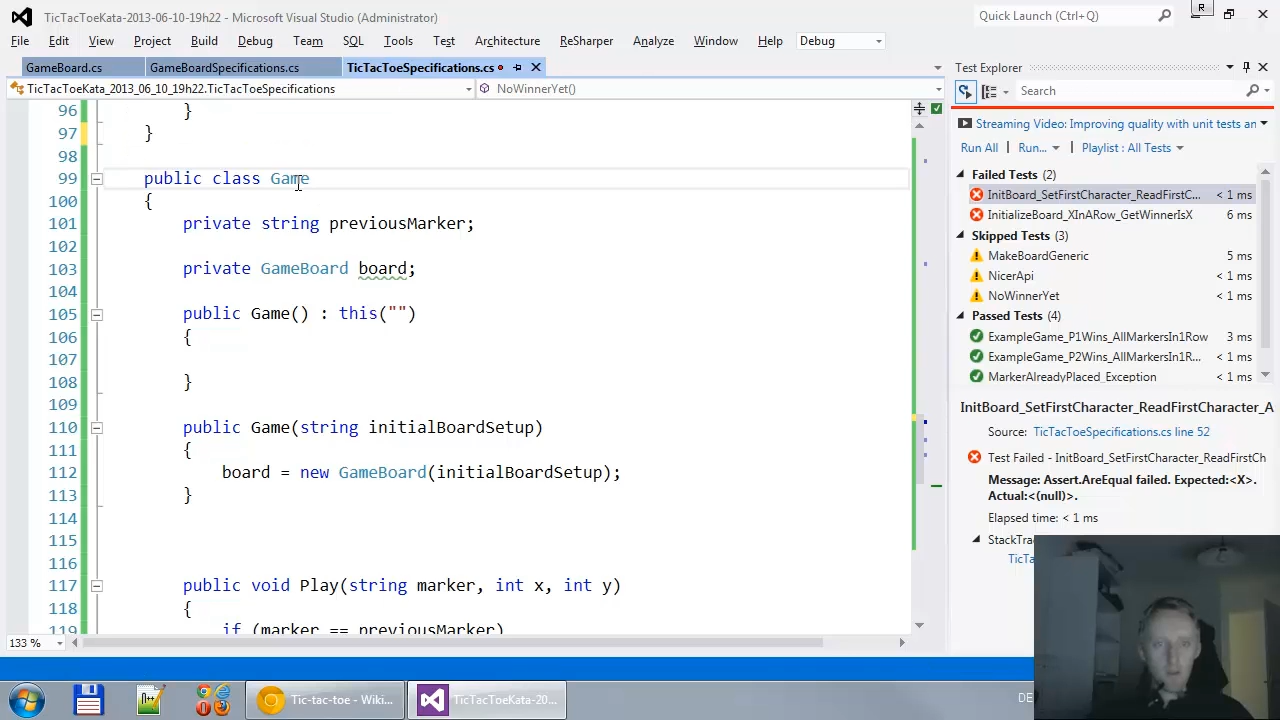 TicTacToeKata-2013-06-10-19h22 - Microsoft Visual Studio (Administrator)
Quick Launch (Ctrl+Q)
R
File Edit View Project Build Debug Team SQL Tools Test Architecture ReSharper Analyze Window Help Debug
GameBoard.cs GameBoardSpecifications.cs TicTacToeSpecifications.cs
TicTacToeKata_2013_06_10_19h22.TicTacToeSpecifications NoWinnerYet()
96 }
97 }
98
99 public class Game
100 {
101 private string previousMarker;
102
103 private GameBoard board;
104
105 public Game() : this("")
106 {
107
108 }
109
110 public Game(string initialBoardSetup)
111 {
112 board = new GameBoard(initialBoardSetup);
113 }
114
115
116
117 public void Play(string marker, int x, int y)
118 {
119 if (marker == previousMarker)
133 %
Test Explorer
Search
Streaming Video: Improving quality with unit tests an
Run All Run... Playlist : All Tests
Failed Tests (2)
InitBoard_SetFirstCharacter_ReadFirstC... < 1 ms
InitializeBoard_XInARow_GetWinnerIsX 6 ms
Skipped Tests (3)
MakeBoardGeneric 5 ms
NicerApi < 1 ms
NoWinnerYet < 1 ms
Passed Tests (4)
ExampleGame_P1Wins_AllMarkersIn1Row 3 ms
ExampleGame_P2Wins_AllMarkersIn1R... < 1 ms
MarkerAlreadyPlaced_Exception < 1 ms
InitBoard_SetFirstCharacter_ReadFirstCharacter_A
Source: TicTacToeSpecifications.cs line 52
Test Failed - InitBoard_SetFirstCharacter_ReadFirstCh
Message: Assert.AreEqual failed. Expected:<X>.
Actual:<(null)>.
Elapsed time: < 1 ms
StackTra
TicTa
Tic-tac-toe - Wiki... TicTacToeKata-20... DE